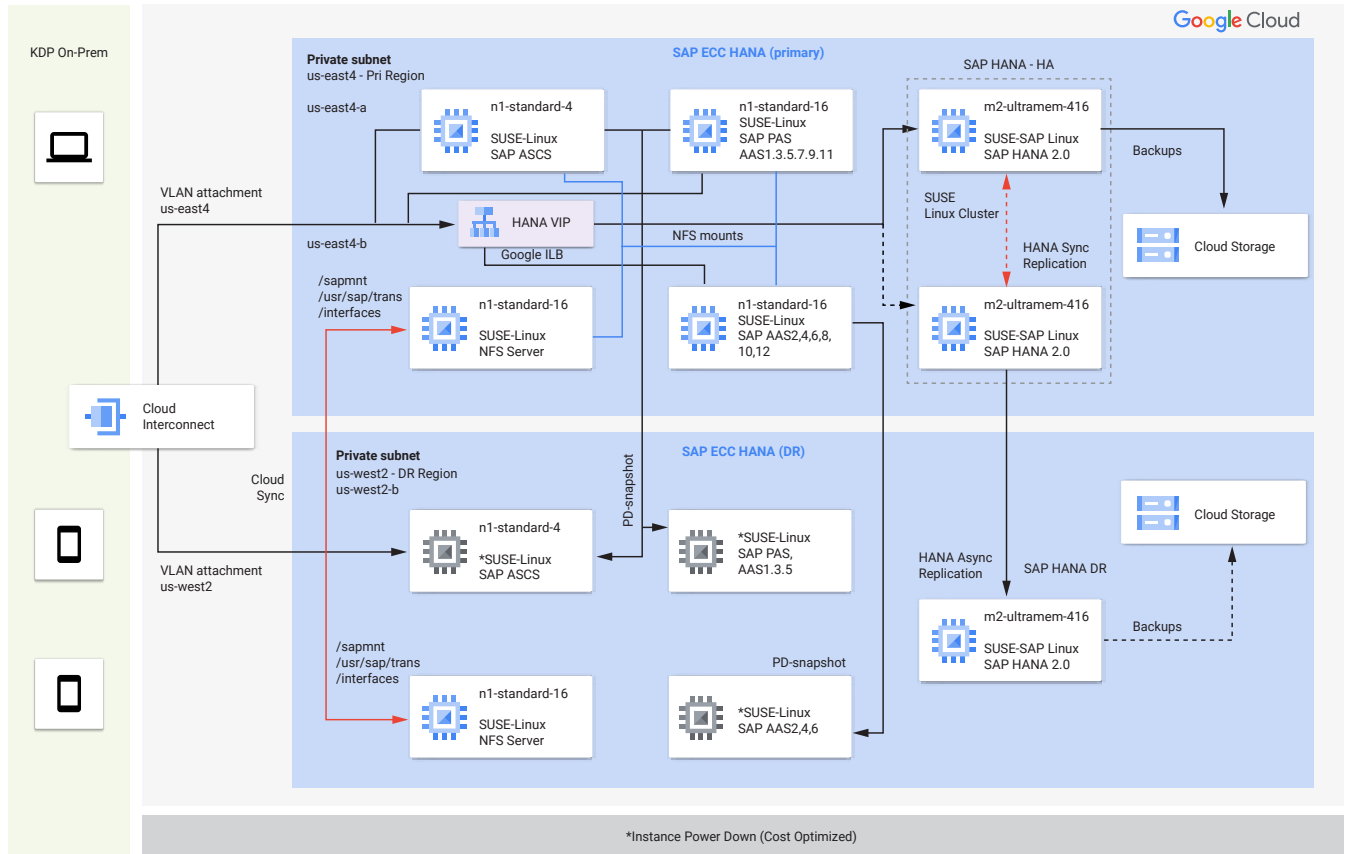 Google Cloud
KDP On-Prem
Private subnet
us-east4 - Pri Region
us-east4-a
SAP ECC HANA (primary)
SAP HANA - HA
n1-standard-4
SUSE-Linux
SAP ASCS
n1-standard-16
SUSE-Linux
SAP PAS
AAS1.3.5.7.9.11
m2-ultramem-416
SUSE-SAP Linux
SAP HANA 2.0
Backups
VLAN attachment
us-east4
SUSE
Linux Cluster
HANA VIP
NFS mounts
us-east4-b
Google ILB
HANA Sync
Replication
Cloud Storage
/sapmnt
/usr/sap/trans
/interfaces
n1-standard-16
SUSE-Linux
NFS Server
n1-standard-16
SUSE-Linux
SAP AAS2,4,6,8,
10,12
m2-ultramem-416
SUSE-SAP Linux
SAP HANA 2.0
Cloud
Interconnect
Private subnet
us-west2 - DR Region
us-west2-b
SAP ECC HANA (DR)
Cloud
Sync
PD-snapshot
n1-standard-4
*SUSE-Linux
SAP ASCS
*SUSE-Linux
SAP PAS,
AAS1.3.5
Cloud Storage
HANA Async
Replication
SAP HANA DR
VLAN attachment
us-west2
m2-ultramem-416
SUSE-SAP Linux
SAP HANA 2.0
Backups
/sapmnt
/usr/sap/trans
/interfaces
n1-standard-16
SUSE-Linux
NFS Server
PD-snapshot
*SUSE-Linux
SAP AAS2,4,6
*Instance Power Down (Cost Optimized)